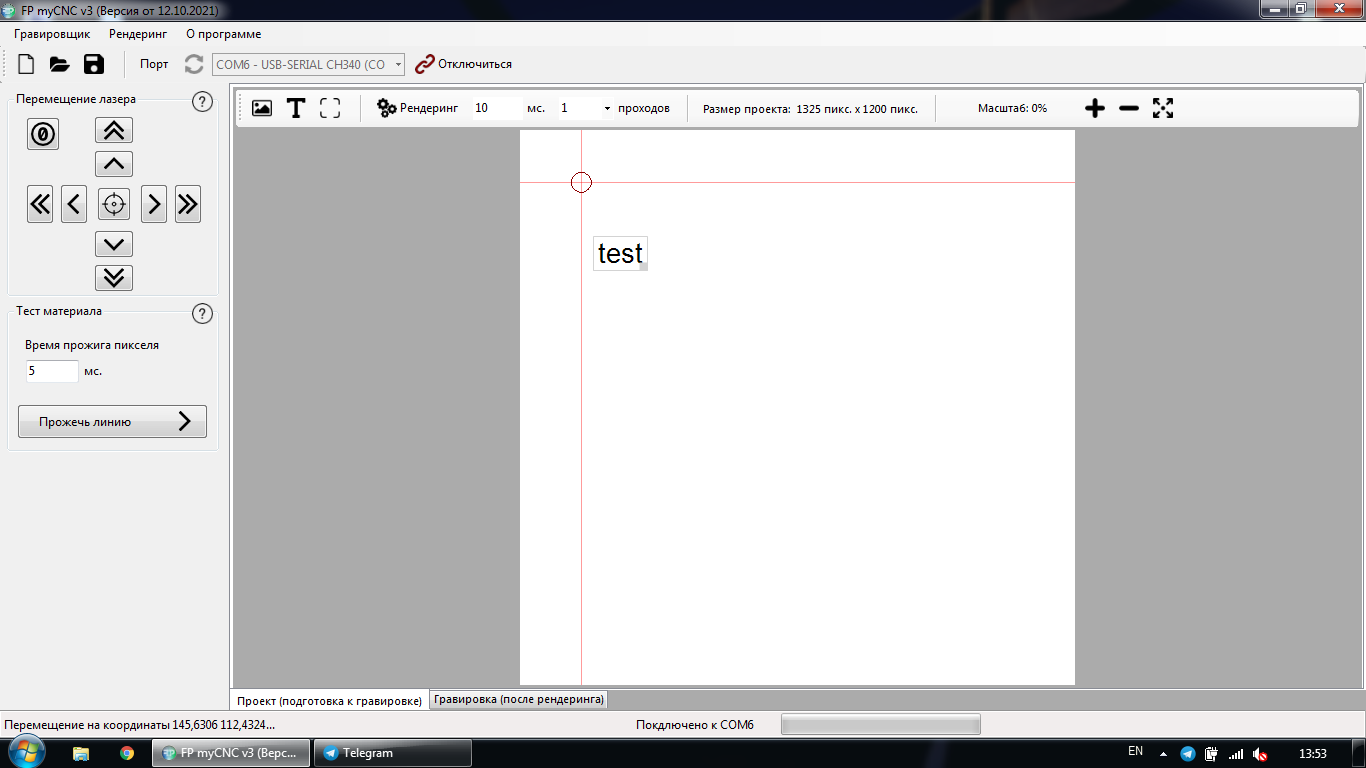 FP myCNC v3 (Версия от 12.10.2021)
Гравировщик Рендеринг О программе
Порт COM6 - USB-SERIAL CH340 (CO Отключиться
Перемещение лазера ?
0
Рендеринг 10 мс. 1 проходов Размер проекта: 1325 пикс. x 1200 пикс. Масштаб: 0%
test
Тест материала ?
Время прожига пикселя
5 мс.
Прожечь линию
Проект (подготовка к гравировке) Гравировка (после рендеринга)
Перемещение на координаты 145,6306 112,4324... Покдлючено к COM6
FP myCNC v3 (Верс... Telegram EN 13:53